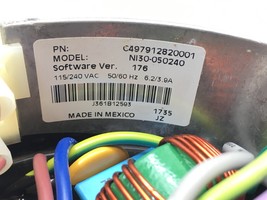 PN: C497912820001
MODEL: NI30-050240
Software Ver. 176
115/240 VAC 50/60 Hz 6.2/3.9A
J361B12593
MADE IN MEXICO
1735
JZ